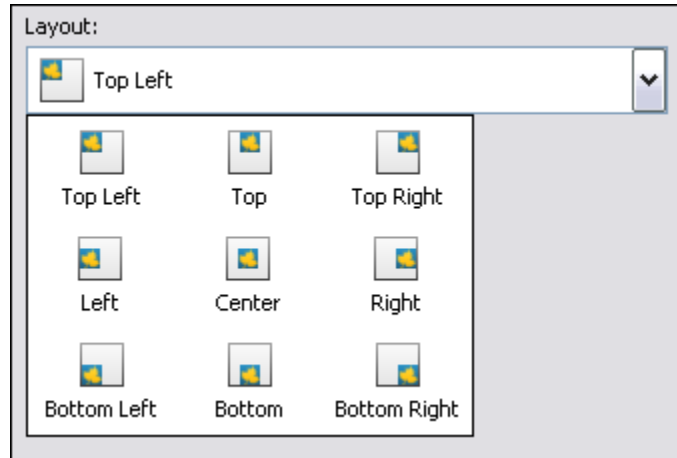 Layout:
Top Left
Top Left Top Top Right
Left Center Right
Bottom Left Bottom Bottom Right